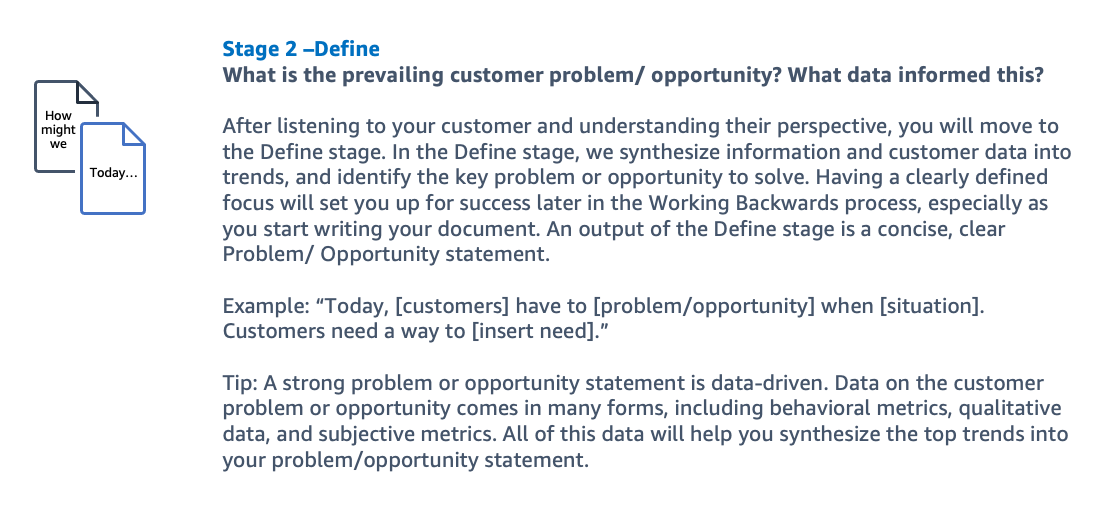 Stage 2 –Define
What is the prevailing customer problem/ opportunity? What data informed this?
How
might
we
Today...
After listening to your customer and understanding their perspective, you will move to
the Define stage. In the Define stage, we synthesize information and customer data into
trends, and identify the key problem or opportunity to solve. Having a clearly defined
focus will set you up for success later in the Working Backwards process, especially as
you start writing your document. An output of the Define stage is a concise, clear
Problem/ Opportunity statement.
Example: “Today, [customers] have to [problem/opportunity] when [situation].
Customers need a way to [insert need].”
Tip: A strong problem or opportunity statement is data-driven. Data on the customer
problem or opportunity comes in many forms, including behavioral metrics, qualitative
data, and subjective metrics. All of this data will help you synthesize the top trends into
your problem/opportunity statement.